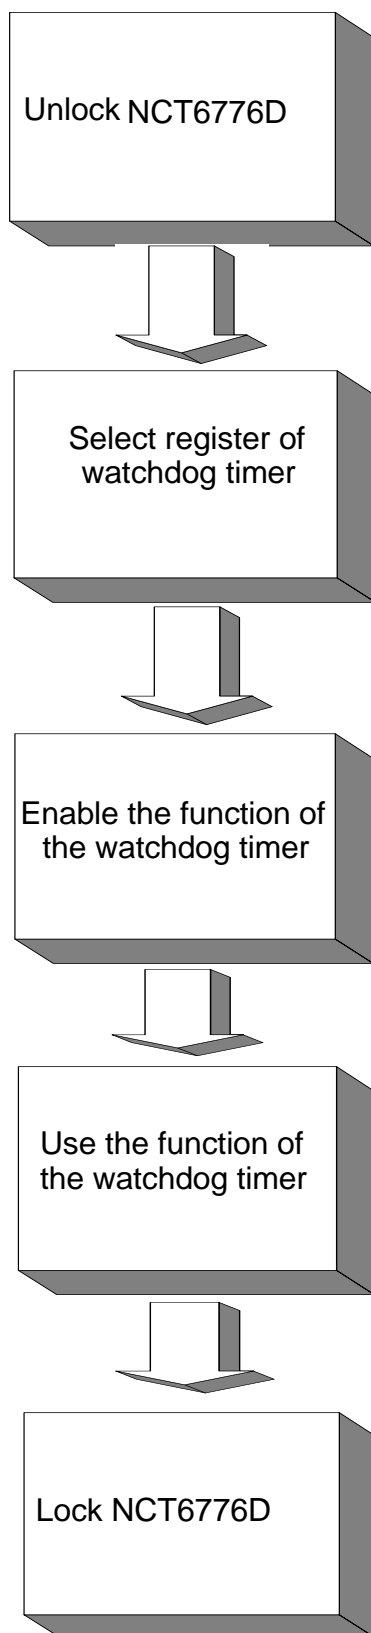 Unlock NCT6776D
Select register of
watchdog timer
Enable the function of
the watchdog timer
Use the function of
the watchdog timer
Lock NCT6776D